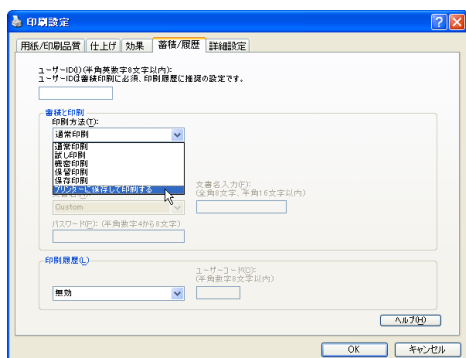 印刷設定
用紙/印刷品質 仕上げ 効果 蓄積/履歴 詳細設定
ユーザーID(I)(半角英数字8文字以内):
ユーザーIDは蓄積印刷に必須、印刷履歴に推奨の設定です。
蓄積と印刷
印刷方法(T):
通常印刷
通常印刷
試し印刷
機密印刷
保留印刷
保存印刷
プリンターに保存して印刷する
文書名入力(F):
(全角8文字、半角16文字以内)
Custom
パスワード(P): (半角数字4から8文字)
印刷履歴(L)
ユーザーコード(O):
(半角数字8文字以内)
無効
ヘルプ(H)
OK キャンセル